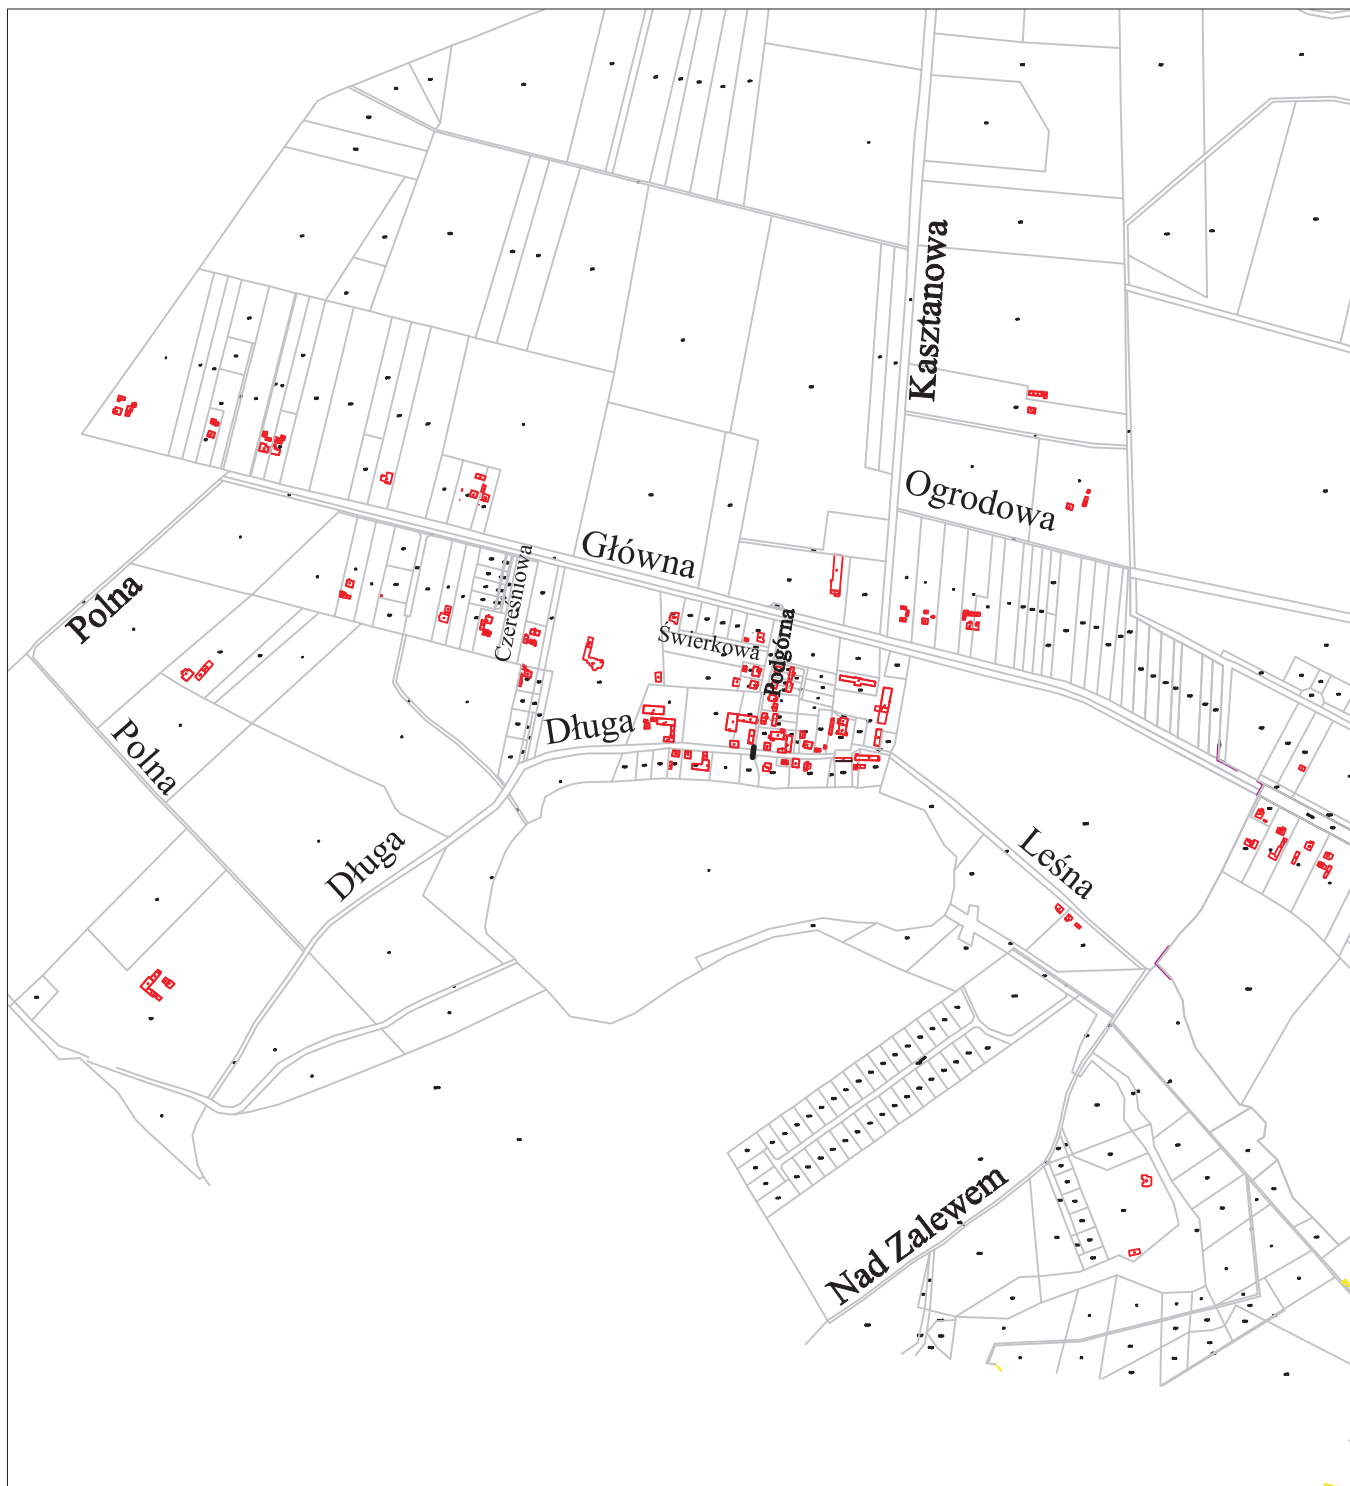 Kasztanowa
Ogrodowa
Główna
Czereśniowa
Polna
Świerkowa
Podgórna
Długa
Polna
Długa
Leśna
Nad Zalewem